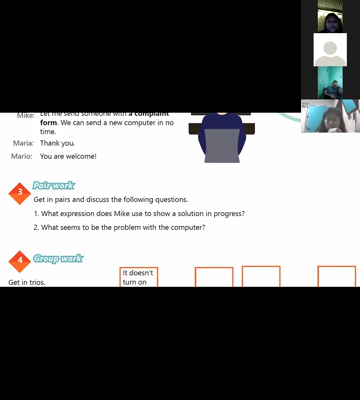 Mike: Let me send someone with a complaint
form. We can send a new computer in no
time.
Maria: Thank you.
Mario: You are welcome!
3 Pair work
Get in pairs and discuss the following questions.
1. What expression does Mike use to show a solution in progress?
2. What seems to be the problem with the computer?
4 Group work
Get in trios.
It doesn't
turn on